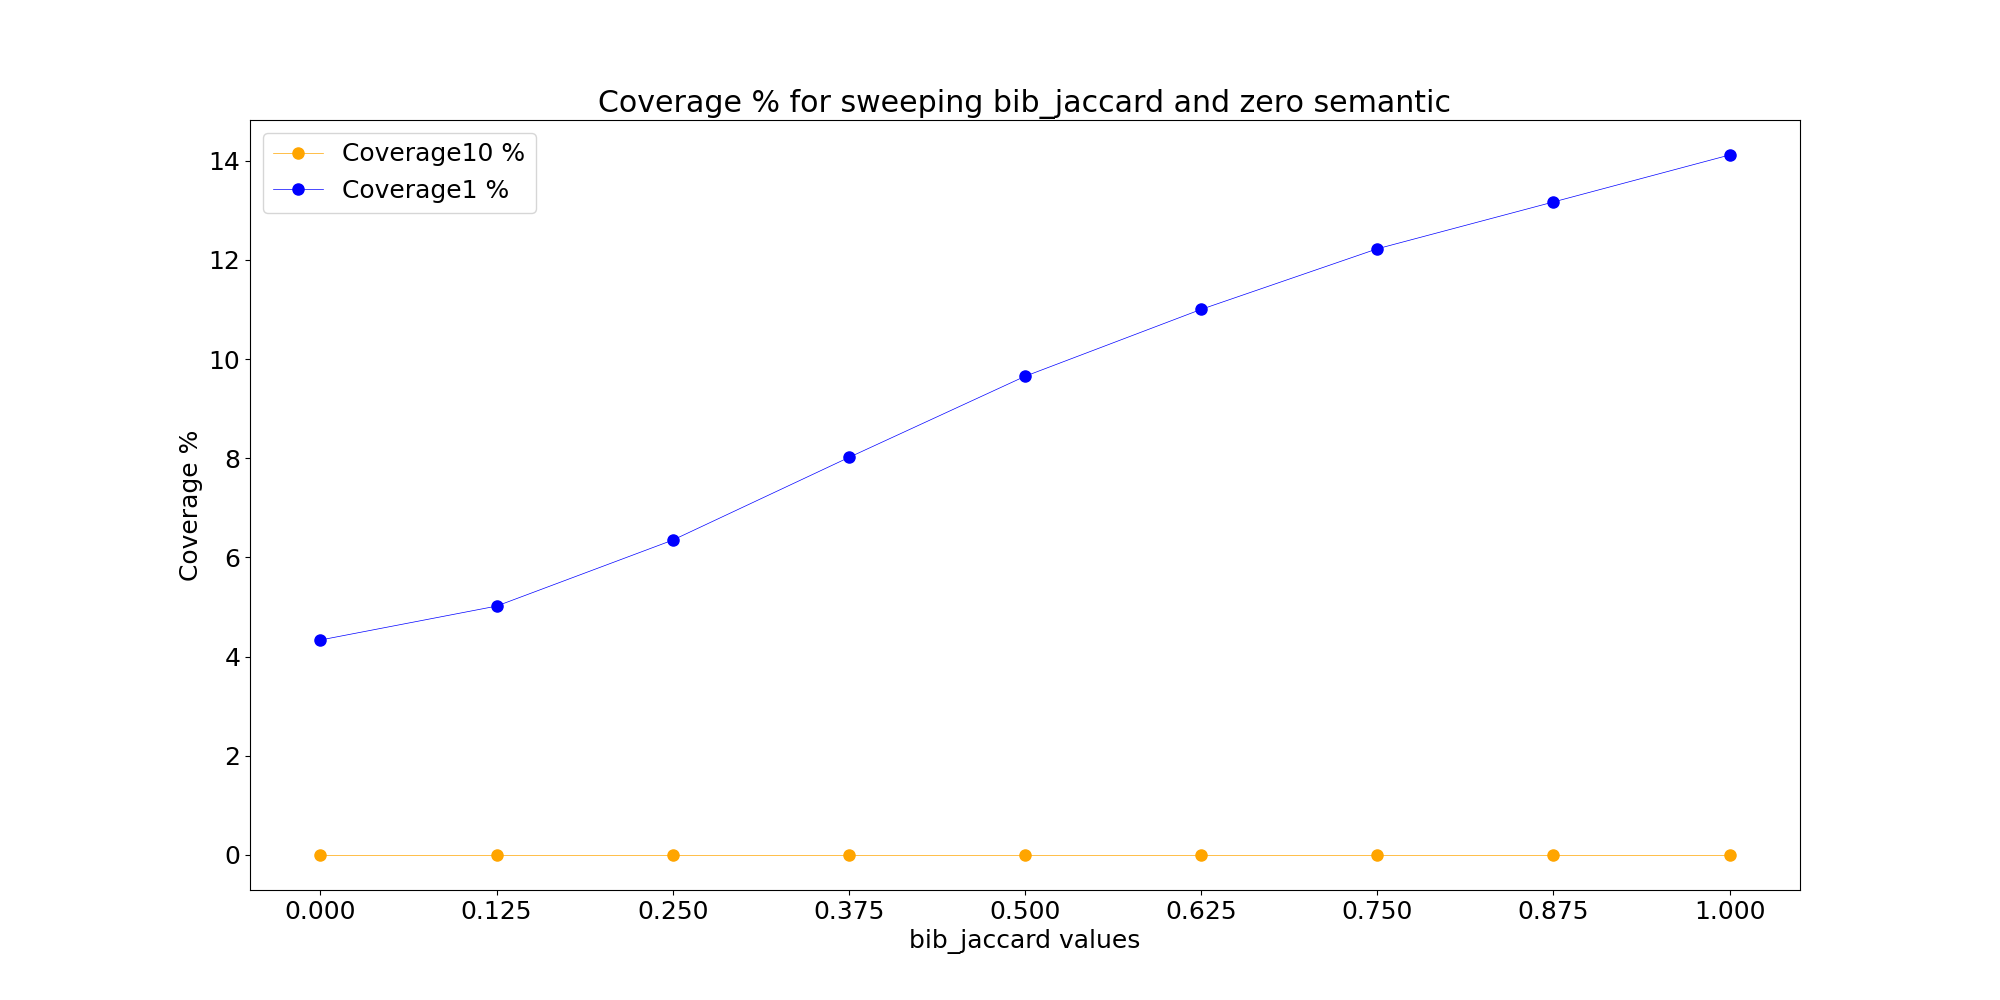 Coverage % for sweeping bib_jaccard and zero semantic
Coverage10 %
Coverage1 %
Coverage %
14
12
10
8
6
4
2
0
0.000 0.125 0.250 0.375 0.500 0.625 0.750 0.875 1.000
bib_jaccard values